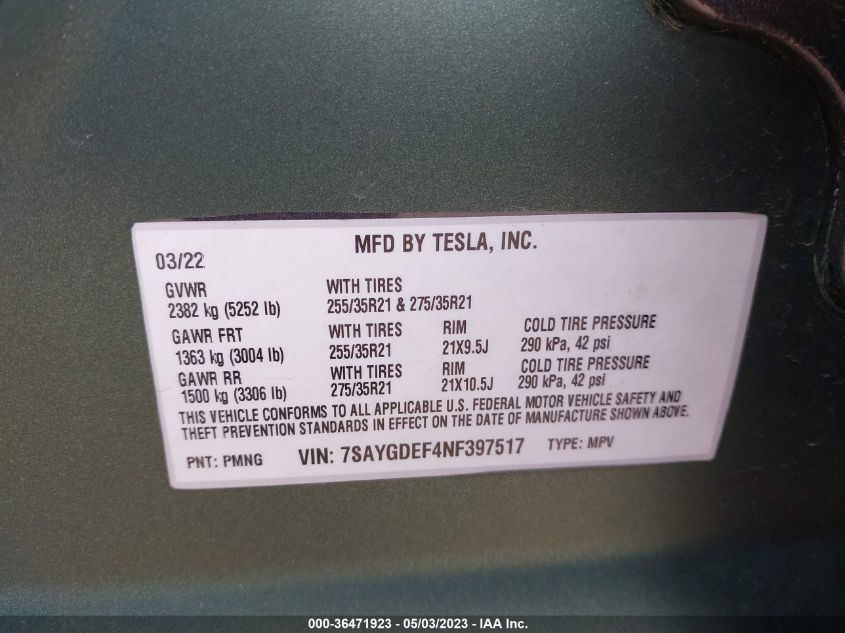 MFD BY TESLA, INC.
03/22
GVWR WITH TIRES
2382 kg (5252 lb) 255/35R21 & 275/35R21
GAWR FRT WITH TIRES RIM COLD TIRE PRESSURE
1363 kg (3004 lb) 255/35R21 21X9.5J 290 kPa, 42 psi
GAWR RR WITH TIRES RIM COLD TIRE PRESSURE
1500 kg (3306 lb) 275/35R21 21X10.5J 290 kPa, 42 psi
THIS VEHICLE CONFORMS TO ALL APPLICABLE U.S. FEDERAL MOTOR VEHICLE SAFETY AND
THEFT PREVENTION STANDARDS IN EFFECT ON THE DATE OF MANUFACTURE SHOWN ABOVE.
PNT: PMNG VIN: 7SAYGDEF4NF397517 TYPE: MPV
000-36471923 - 05/03/2023 - IAA Inc.